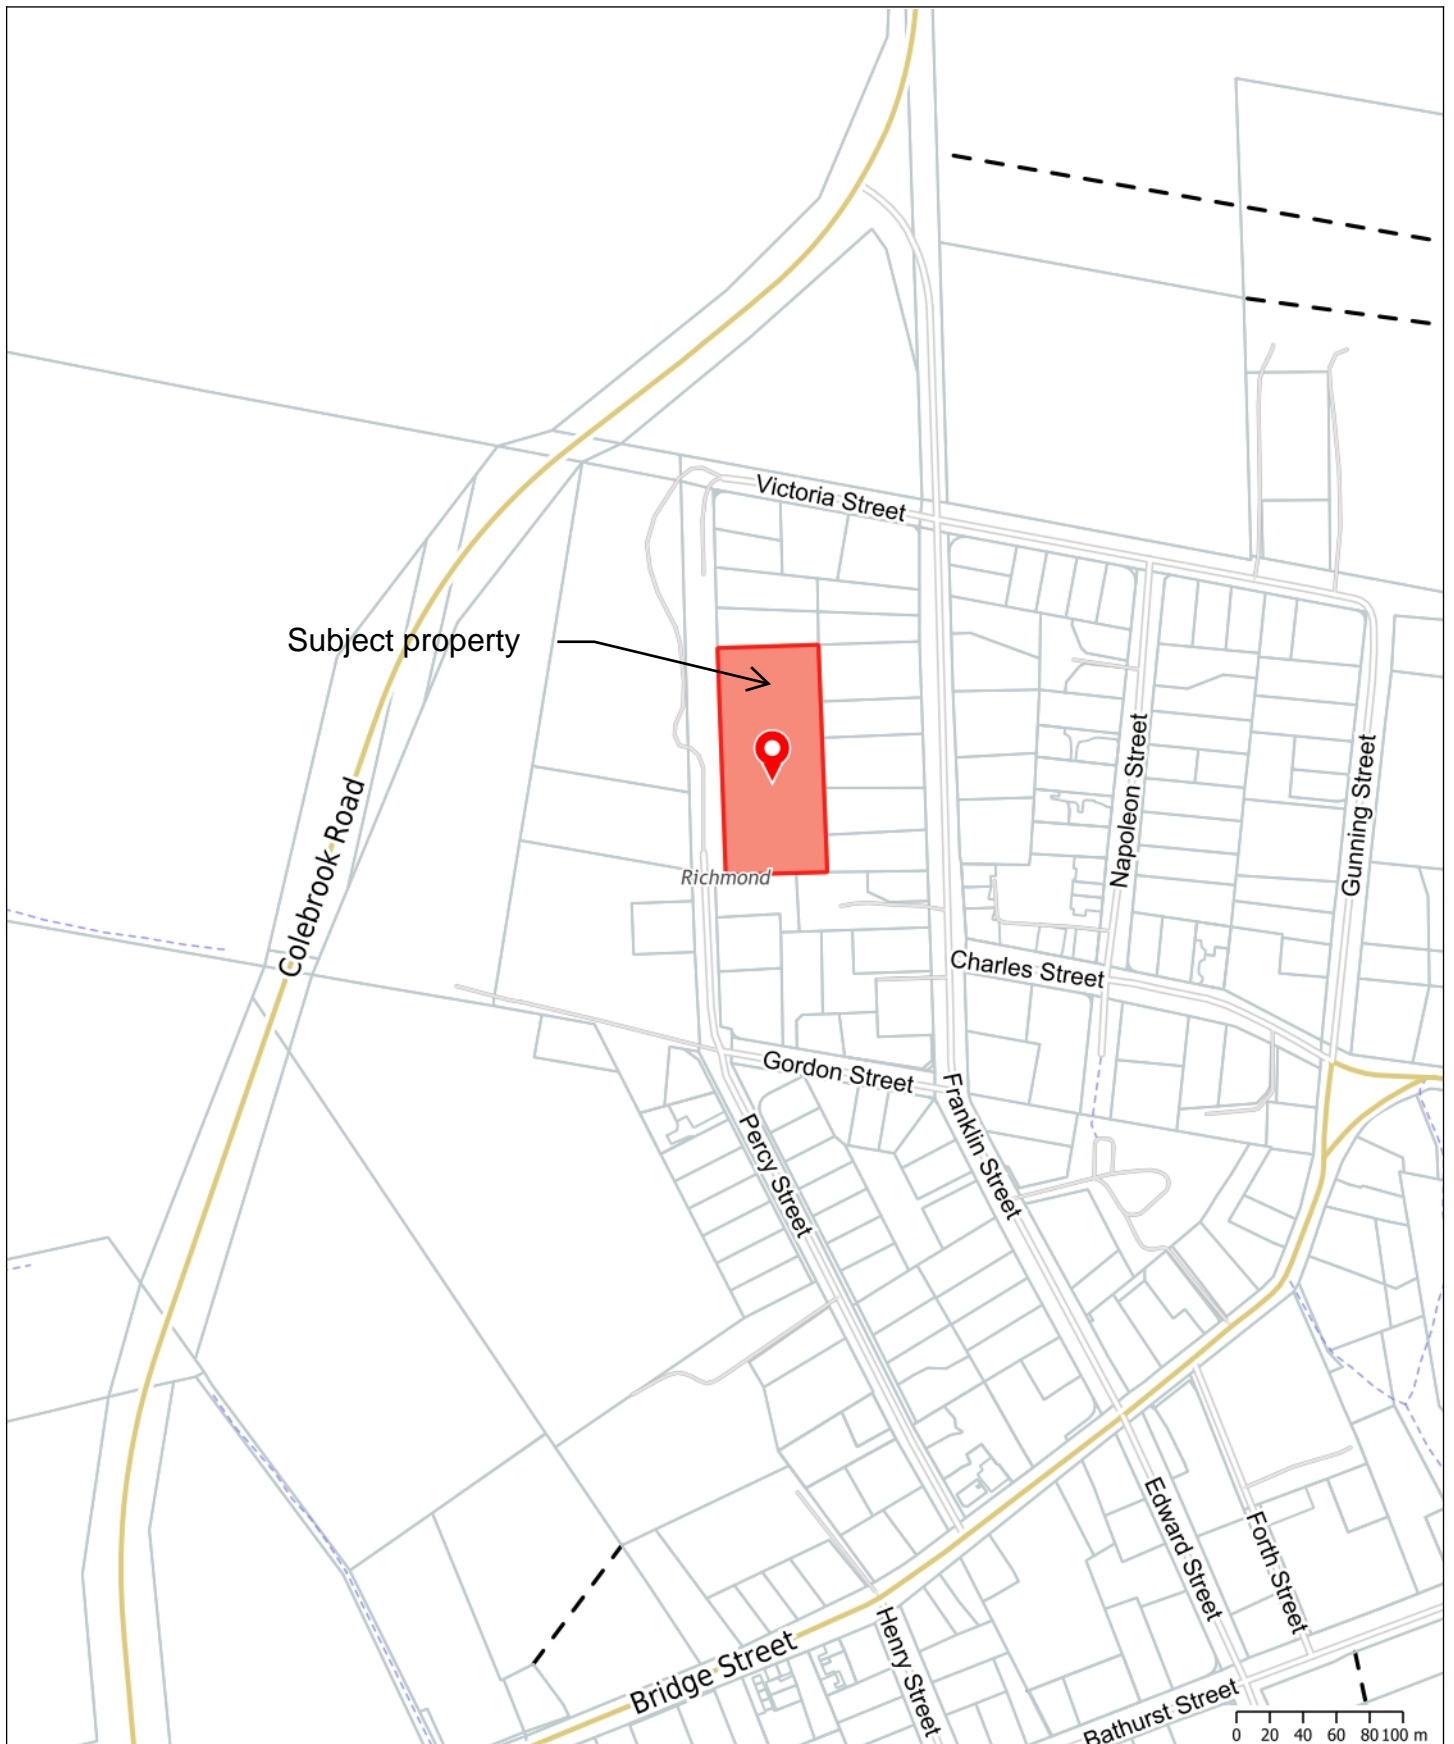 Victoria Street
Subject property
Napoleon Street
Gunning Street
Colebrook Road
Richmond
Charles Street
Gordon Street
Franklin Street
Percy Street
Edward Street
Forth Street
Henry Street
Bridge Street
Bathurst Street
0 20 40 60 80 100 m